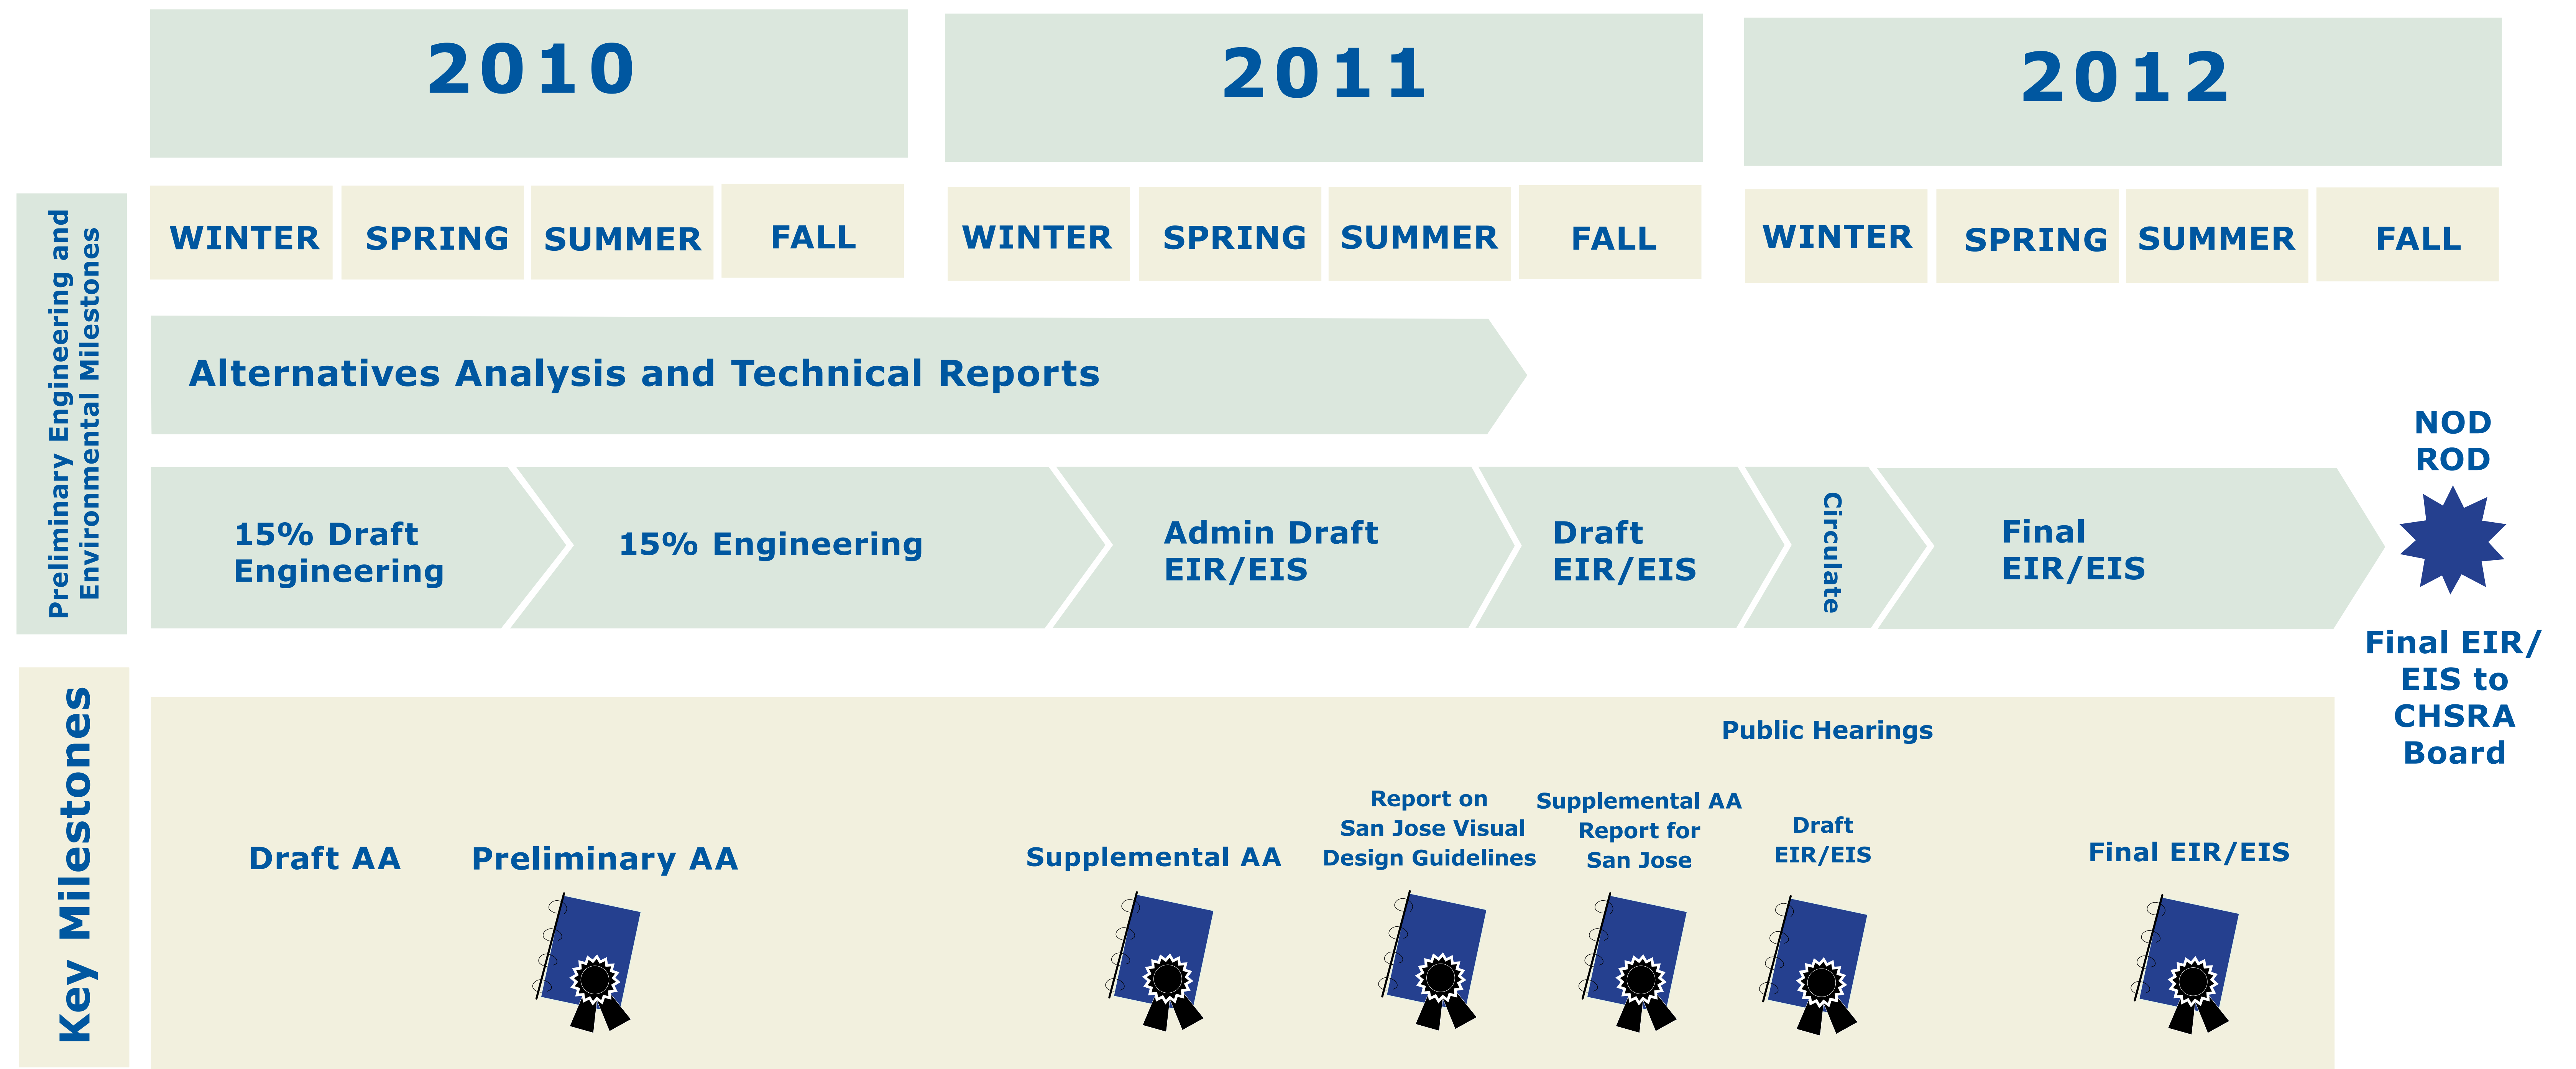 2010
2011
2012
WINTER
SPRING
SUMMER
FALL
WINTER
SPRING
SUMMER
FALL
WINTER
SPRING
SUMMER
FALL
Preliminary Engineering and
Environmental Milestones
Alternatives Analysis and Technical Reports
15% Draft
Engineering
15% Engineering
Admin Draft
EIR/EIS
Draft
EIR/EIS
Circulate
Final
EIR/EIS
NOD
ROD
Final EIR/
EIS to
CHSRA
Board
Key Milestones
Draft AA
Preliminary AA
Supplemental AA
Report on
San Jose Visual
Design Guidelines
Supplemental AA
Report for
San Jose
Public Hearings
Draft
EIR/EIS
Final EIR/EIS